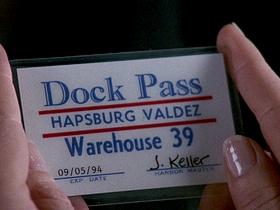 Dock Pass
HAPSBURG VALDEZ
Warehouse 39
09/05/94 J. Keller
EXP DATE HARBOR MASTER